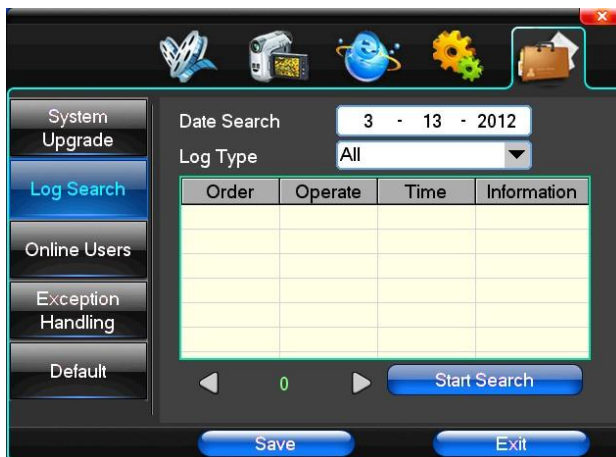 System
Upgrade
Log Search
Online Users
Exception
Handling
Default
Date Search 3 - 13 - 2012
Log Type All
Order Operate Time Information
0 Start Search
Save Exit